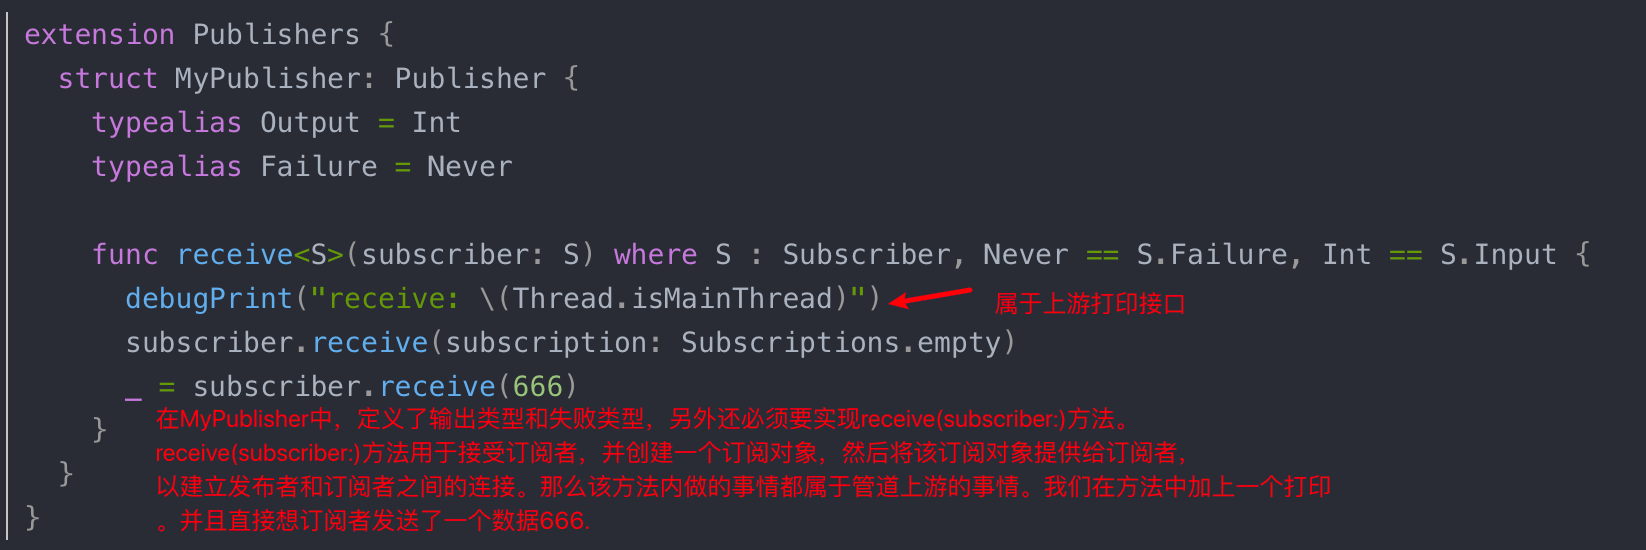 extension Publishers {
struct MyPublisher: Publisher {
typealias Output = Int
typealias Failure = Never
func receive<S>(subscriber: S) where S : Subscriber, Never == S.Failure, Int == S.Input {
debugPrint("receive: \(Thread.isMainThread)")
属于上游打印接口
subscriber.receive(subscription: Subscriptions.empty)
_ = subscriber.receive(666)
在MyPublisher中，定义了输出类型和失败类型，另外还必须要实现receive(subscriber:)方法。
}
receive(subscriber:)方法用于接受订阅者，并创建一个订阅对象，然后将该订阅对象提供给订阅者，
}
以建立发布者和订阅者之间的连接。那么该方法内做的事情都属于管道上游的事情。我们在方法中加上一个打印
}
。并且直接想订阅者发送了一个数据666.